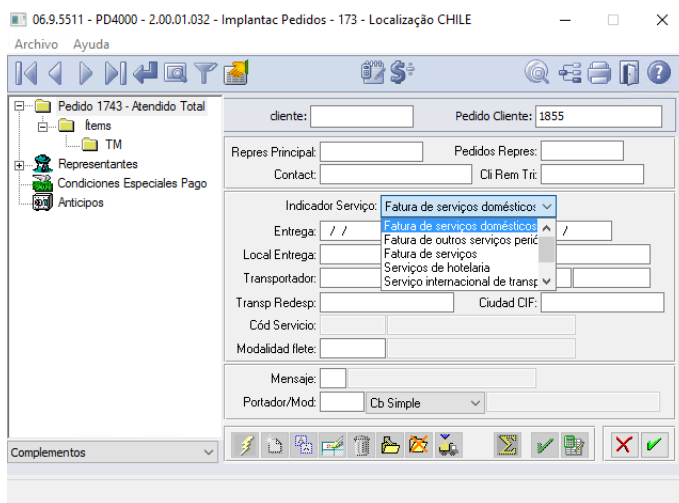 06.9.5511 - PD4000 - 2.00.01.032 - Implantac Pedidos - 173 - Localização CHILE
Archivo Ayuda
Pedido 1743 - Atendido Total
Ítems
TM
Representantes
Condiciones Especiales Pago
Anticipos
Complementos
cliente:
Pedido Cliente: 1855
Repres Principal:
Pedidos Repres:
Contact:
Cli Rem Tri:
Indicador Serviço: Fatura de serviços domésticos
Fatura de serviços domésticos
Fatura de outros serviços perió
Fatura de serviços
Serviços de hotelaria
Serviço internacional de transp
Entrega: / / /
Local Entrega:
Transportador:
Transp Redesp:
Ciudad CIF:
Cód Servicio:
Modalidad flete:
Mensaje:
Portador/Mod: Cb Simple